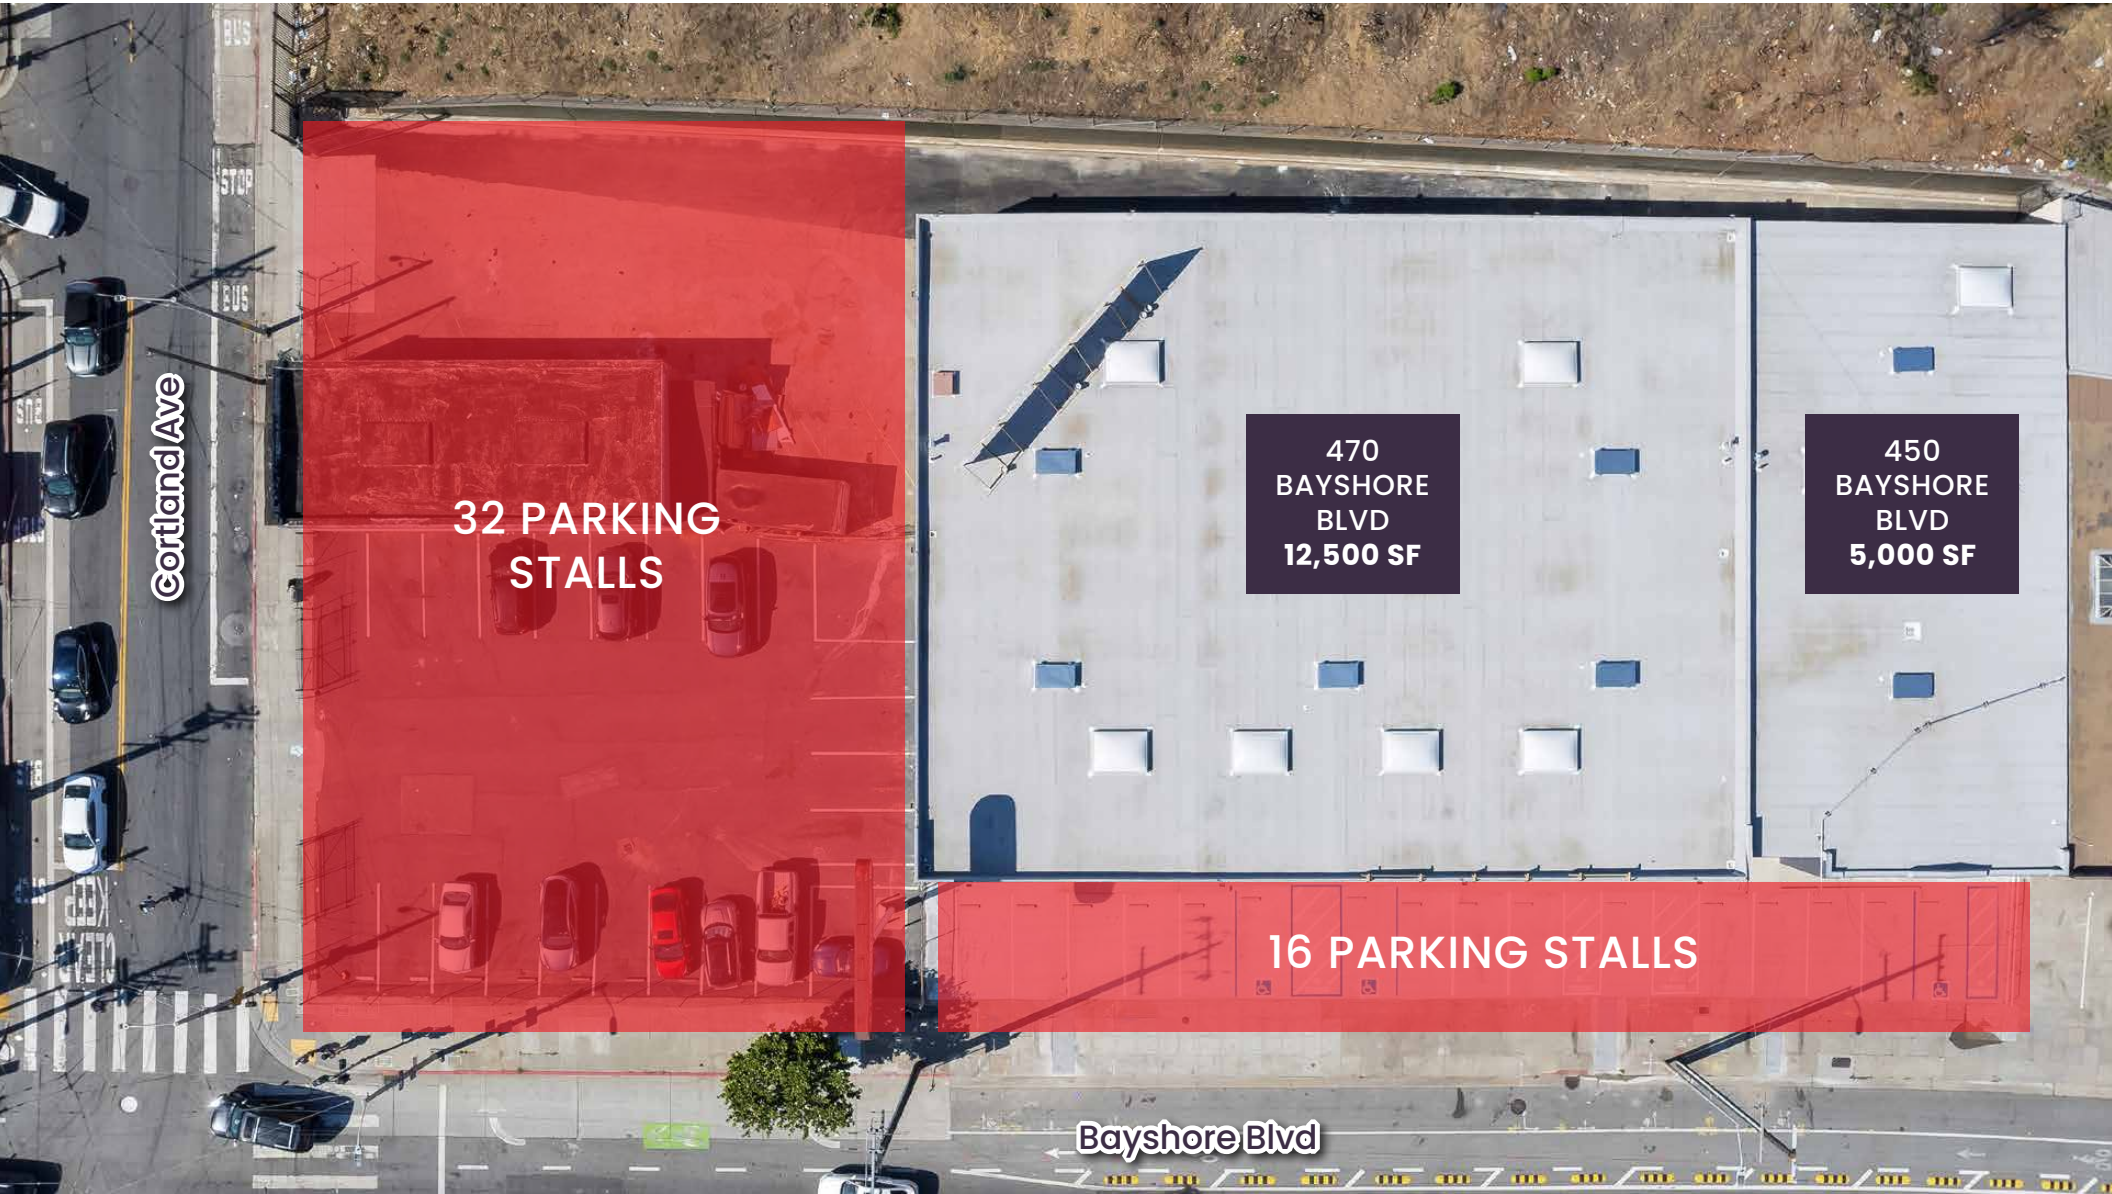 BUS
STOP
BUS
BUS
Cortland Ave
32 PARKING
STALLS
470
BAYSHORE
BLVD
12,500 SF
450
BAYSHORE
BLVD
5,000 SF
16 PARKING STALLS
KEEP
CLEAR
Bayshore Blvd